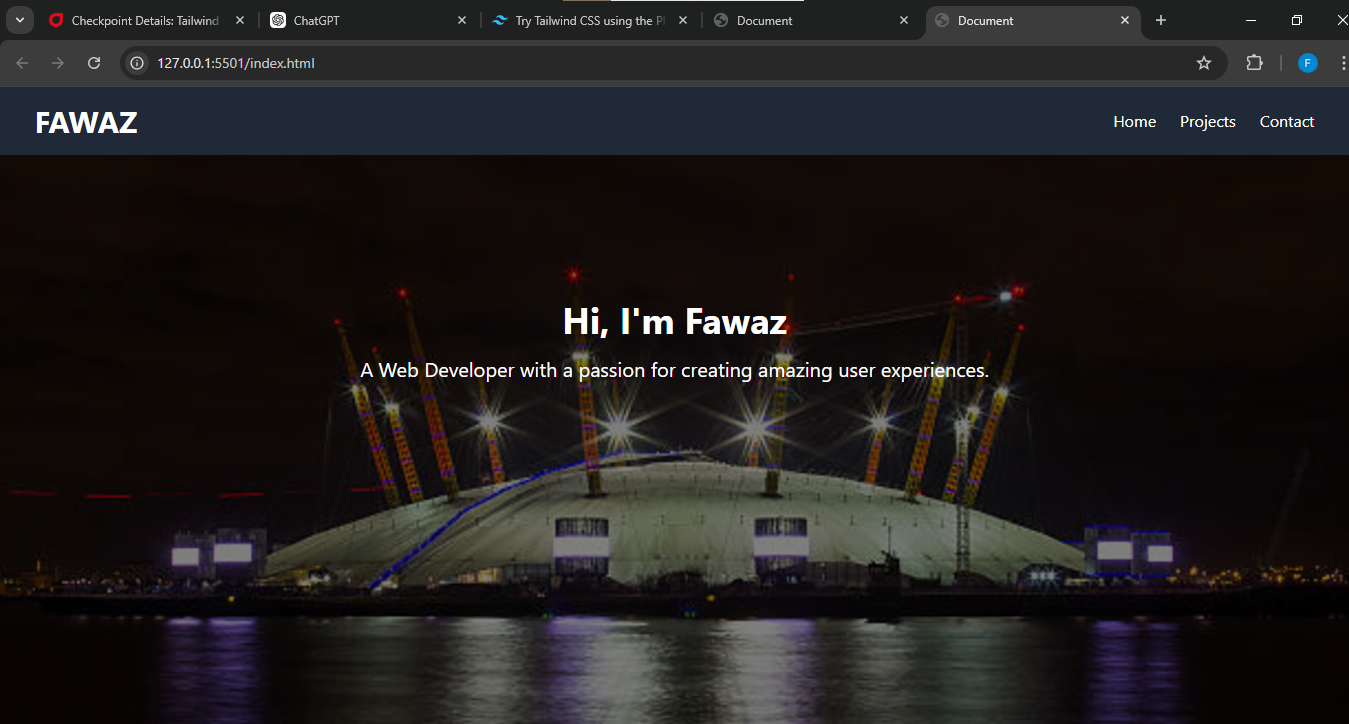 Checkpoint Details: Tailwind
ChatGPT
Try Tailwind CSS using the Pl
Document
Document
127.0.0.1:5501/index.html
F
FAWAZ
Home Projects Contact
Hi, I'm Fawaz
A Web Developer with a passion for creating amazing user experiences.